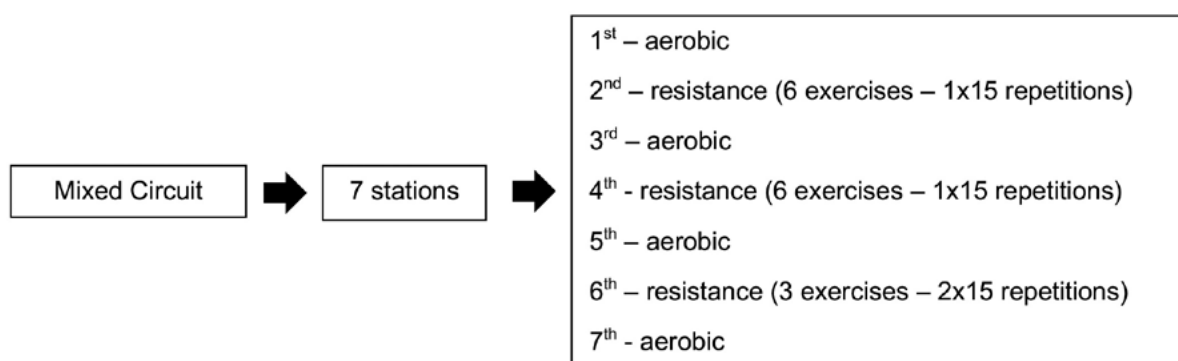 Mixed Circuit
7 stations
1st – aerobic
2nd – resistance (6 exercises – 1x15 repetitions)
3rd – aerobic
4th - resistance (6 exercises – 1x15 repetitions)
5th – aerobic
6th – resistance (3 exercises – 2x15 repetitions)
7th - aerobic